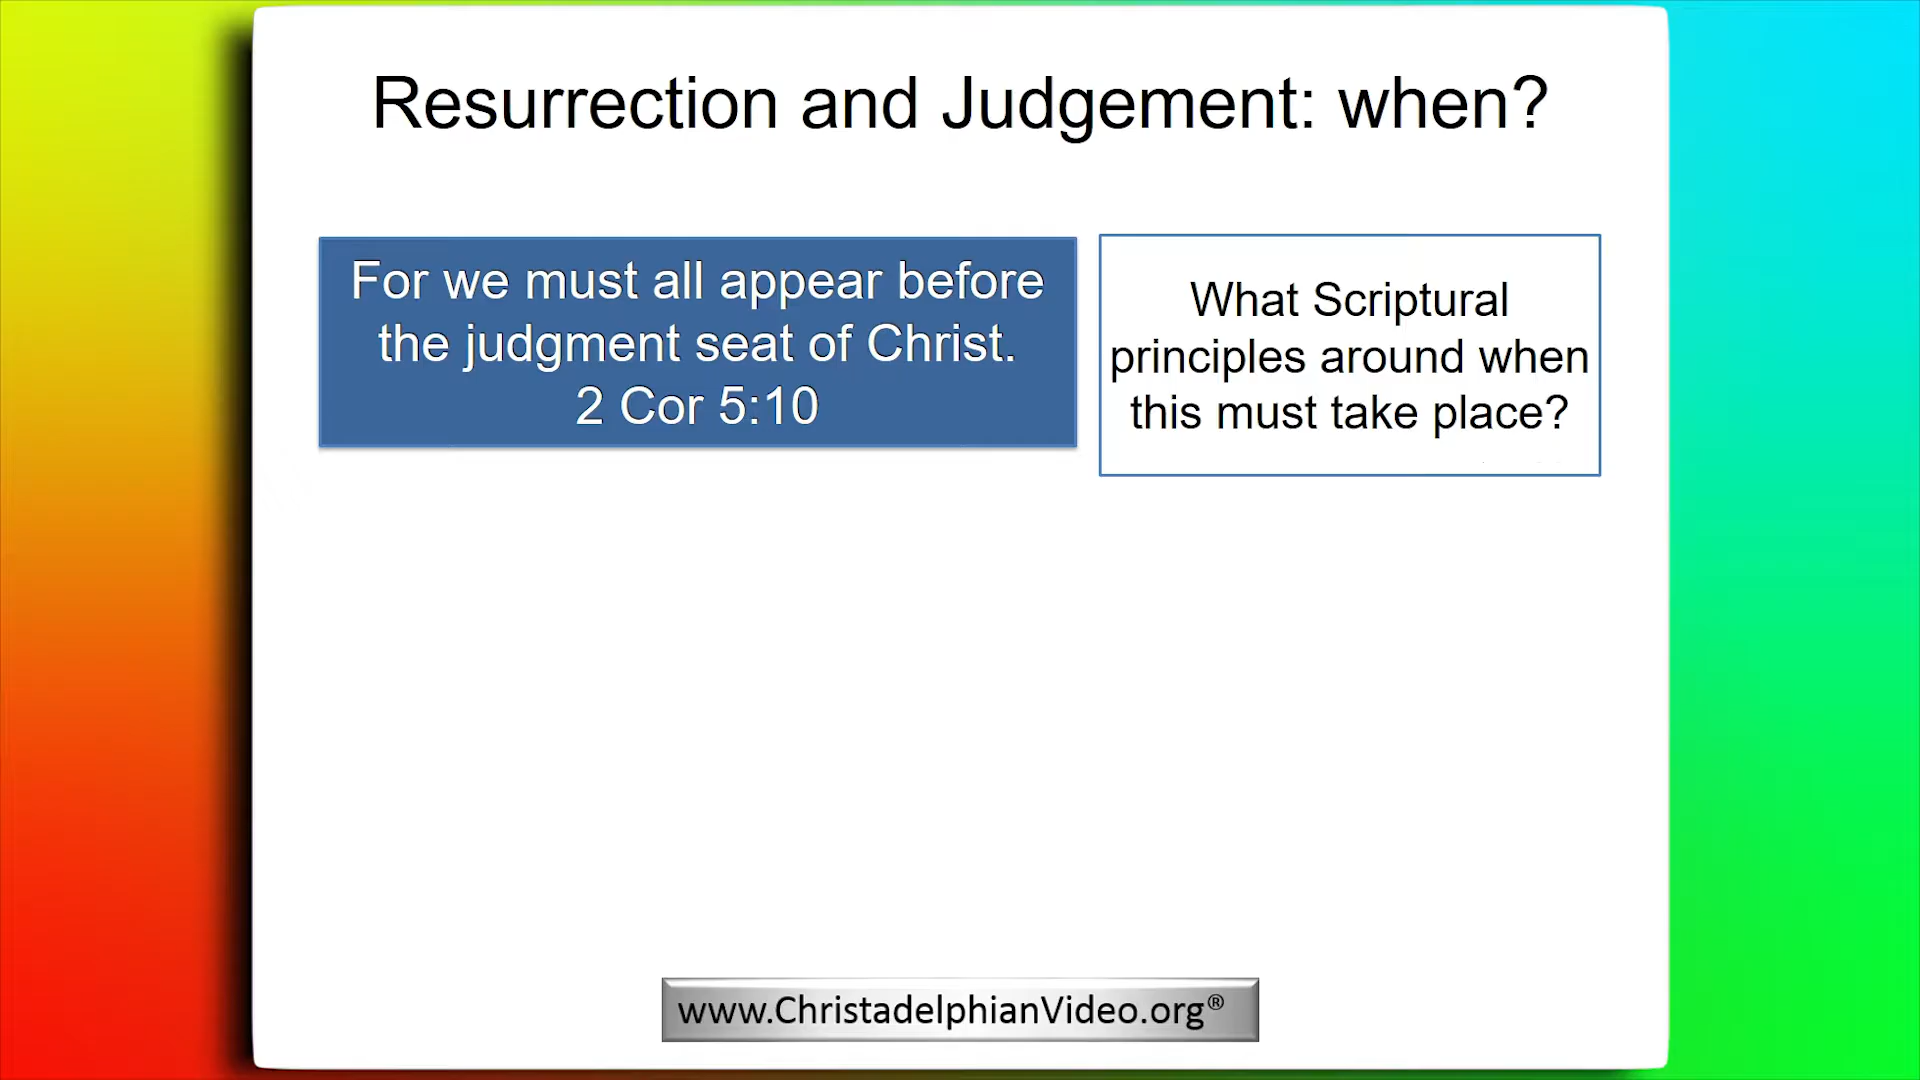 Resurrection and Judgement: when?
For we must all appear before
the judgment seat of Christ.
2 Cor 5:10
What Scriptural
principles around when
this must take place?
www.ChristadelphianVideo.org®